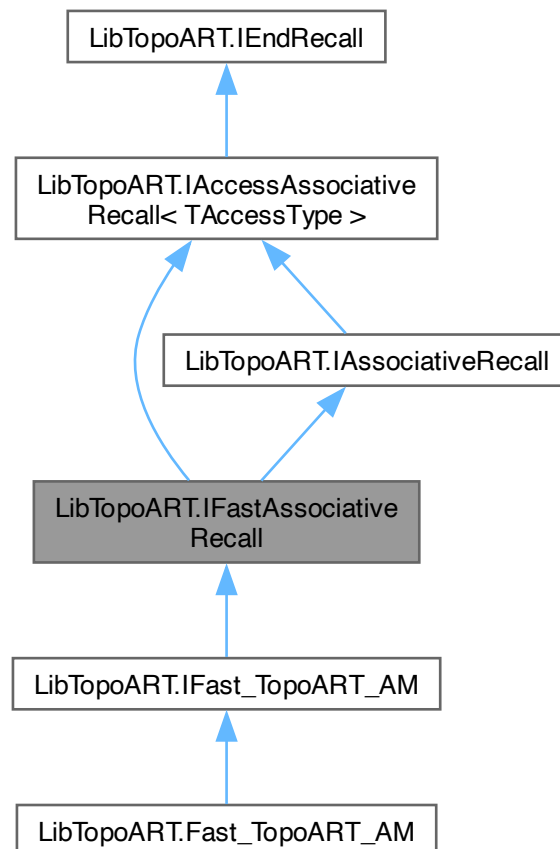 LibTopoART.IEndRecall
LibTopoART.IAccessAssociative
Recall< TAccessType >
LibTopoART.IAssociativeRecall
LibTopoART.IFastAssociative
Recall
LibTopoART.IFast_TopoART_AM
LibTopoART.Fast_TopoART_AM